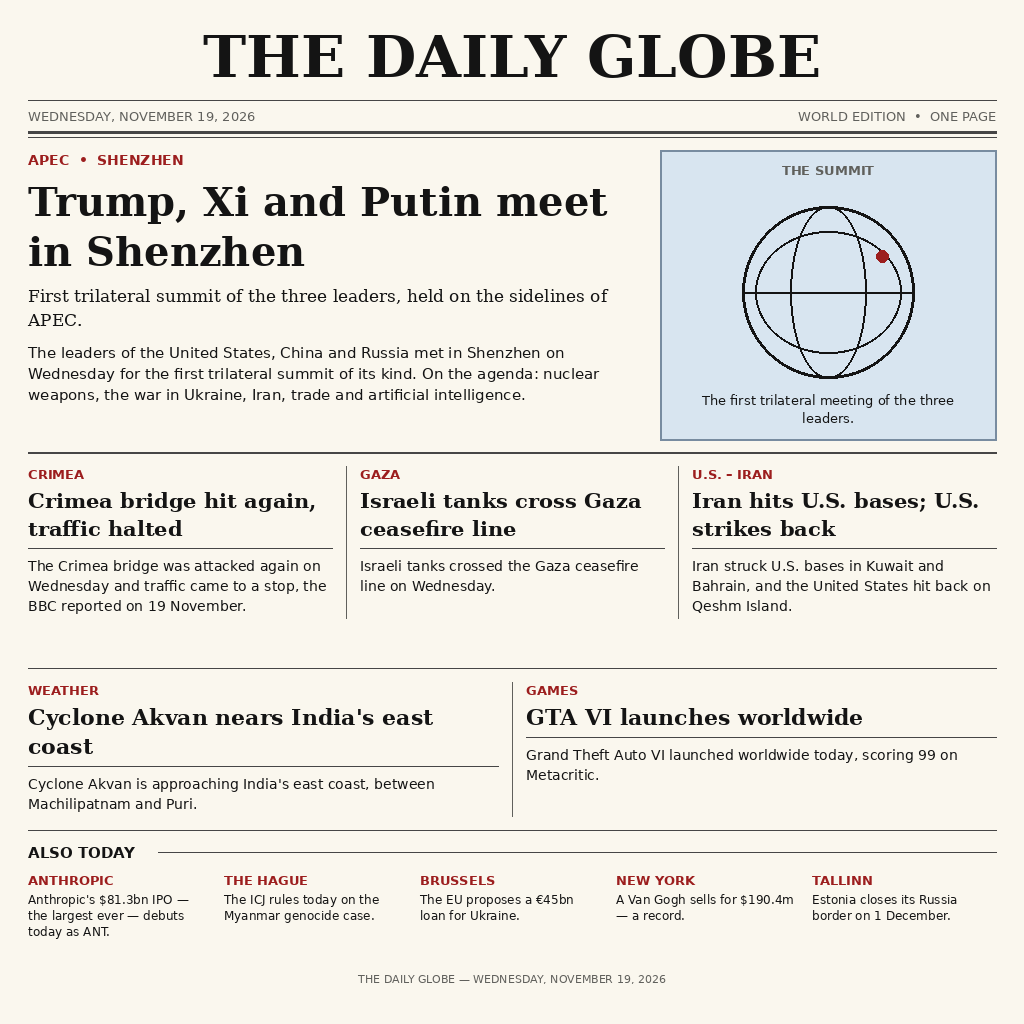 THE DAILY GLOBE
WEDNESDAY, NOVEMBER 19, 2026
WORLD EDITION • ONE PAGE
APEC • SHENZHEN
Trump, Xi and Putin meet
in Shenzhen
First trilateral summit of the three leaders, held on the sidelines of
APEC.
The leaders of the United States, China and Russia met in Shenzhen on
Wednesday for the first trilateral summit of its kind. On the agenda: nuclear
weapons, the war in Ukraine, Iran, trade and artificial intelligence.
THE SUMMIT
The first trilateral meeting of the three
leaders.
CRIMEA
Crimea bridge hit again,
traffic halted
The Crimea bridge was attacked again on
Wednesday and traffic came to a stop, the
BBC reported on 19 November.
GAZA
Israeli tanks cross Gaza
ceasefire line
Israeli tanks crossed the Gaza ceasefire
line on Wednesday.
U.S. – IRAN
Iran hits U.S. bases; U.S.
strikes back
Iran struck U.S. bases in Kuwait and
Bahrain, and the United States hit back on
Qeshm Island.
WEATHER
Cyclone Akvan nears India's east
coast
Cyclone Akvan is approaching India's east coast, between
Machilipatnam and Puri.
GAMES
GTA VI launches worldwide
Grand Theft Auto VI launched worldwide today, scoring 99 on
Metacritic.
ALSO TODAY
ANTHROPIC
Anthropic's $81.3bn IPO —
the largest ever — debuts
today as ANT.
THE HAGUE
The ICJ rules today on the
Myanmar genocide case.
BRUSSELS
The EU proposes a €45bn
loan for Ukraine.
NEW YORK
A Van Gogh sells for $190.4m
— a record.
TALLINN
Estonia closes its Russia
border on 1 December.
THE DAILY GLOBE — WEDNESDAY, NOVEMBER 19, 2026